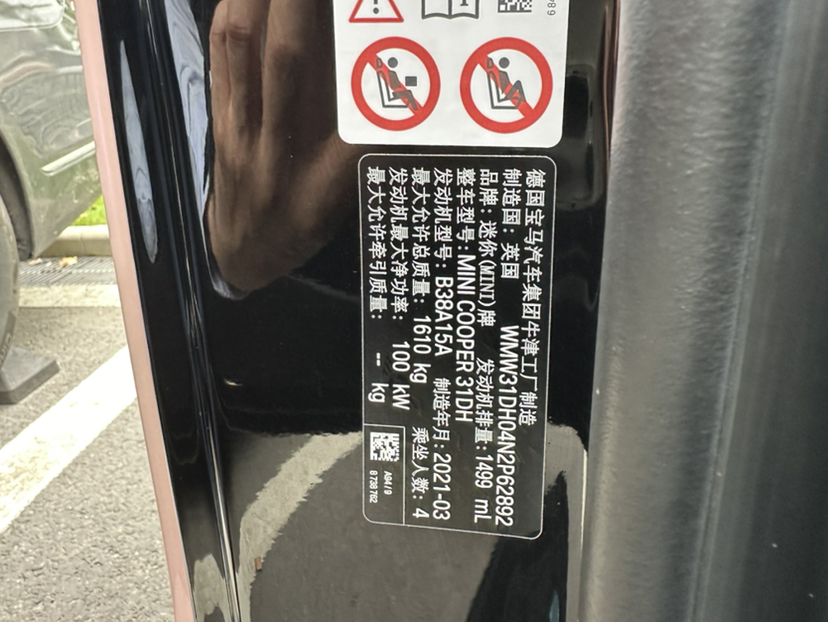 684
德国宝马汽车集团牛津工厂制造
制造国: 英国 WMW31DH04N2P62892
品牌: 迷你(MINI)牌 发动机排量: 1499 mL
整车型号: MINI COOPER 31DH
发动机型号: B38A15A 制造年月: 2021-03
最大允许总质量: 1610 kg 乘坐人数: 4
发动机最大净功率: 100 kW
最大允许牵引质量: -- kg
A94/9
8738762